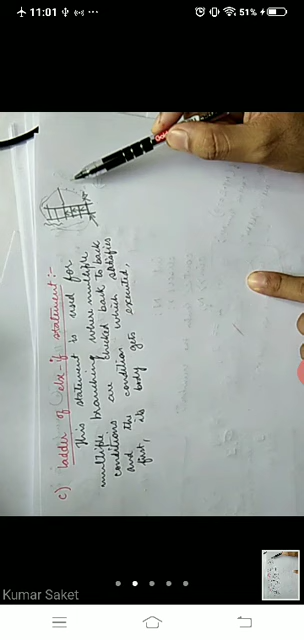 11:01
51%
c) ladder of else-if statement :-
This statement is used for
multiple branching where multiple
conditions are checked back to back
and the condition which satisfies
first, its body gets executed.
Kumar Saket